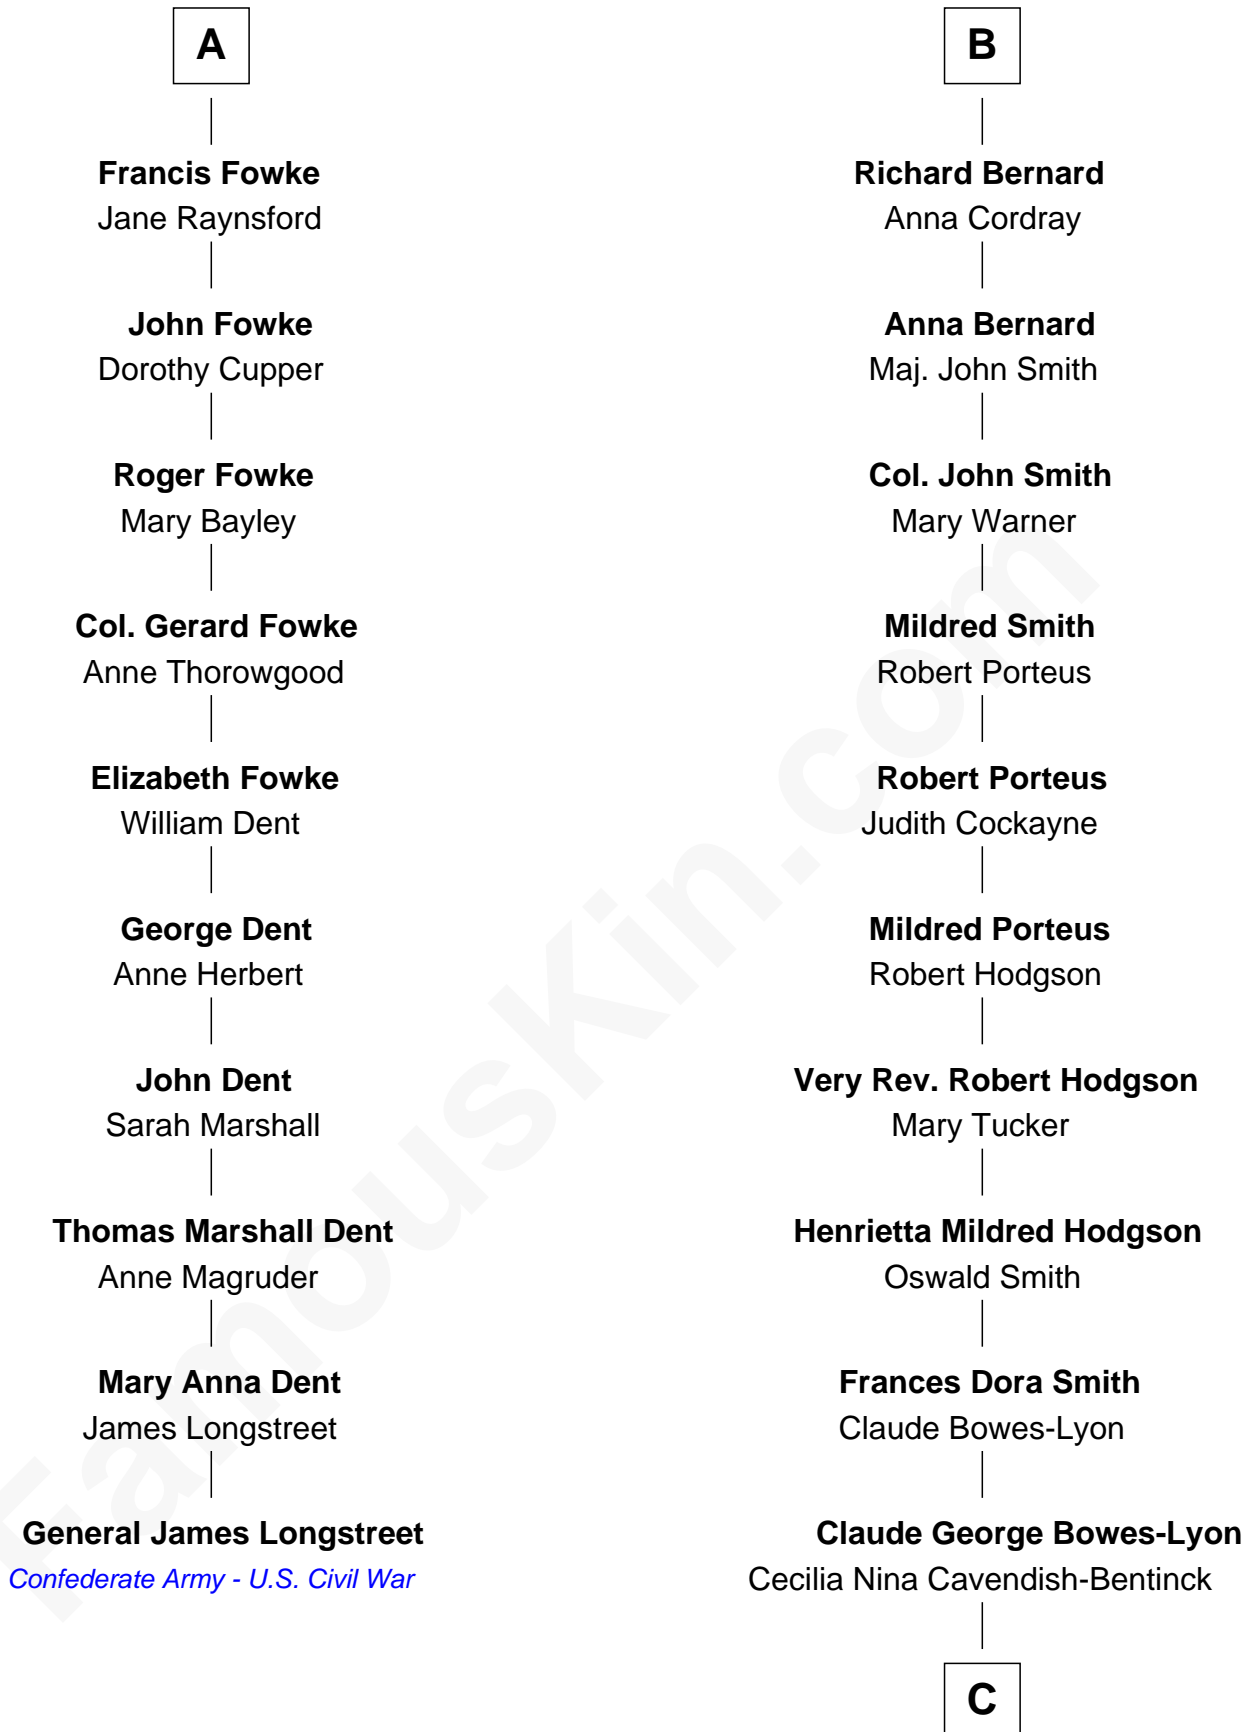 A
Francis Fowke
Jane Raynsford
John Fowke
Dorothy Cupper
Roger Fowke
Mary Bayley
Col. Gerard Fowke
Anne Thorowgood
Elizabeth Fowke
William Dent
George Dent
Anne Herbert
John Dent
Sarah Marshall
Thomas Marshall Dent
Anne Magruder
Mary Anna Dent
James Longstreet
General James Longstreet
Confederate Army - U.S. Civil War
B
Richard Bernard
Anna Cordray
Anna Bernard
Maj. John Smith
Col. John Smith
Mary Warner
Mildred Smith
Robert Porteus
Robert Porteus
Judith Cockayne
Mildred Porteus
Robert Hodgson
Very Rev. Robert Hodgson
Mary Tucker
Henrietta Mildred Hodgson
Oswald Smith
Frances Dora Smith
Claude Bowes-Lyon
Claude George Bowes-Lyon
Cecilia Nina Cavendish-Bentinck
C
FamousKin.com